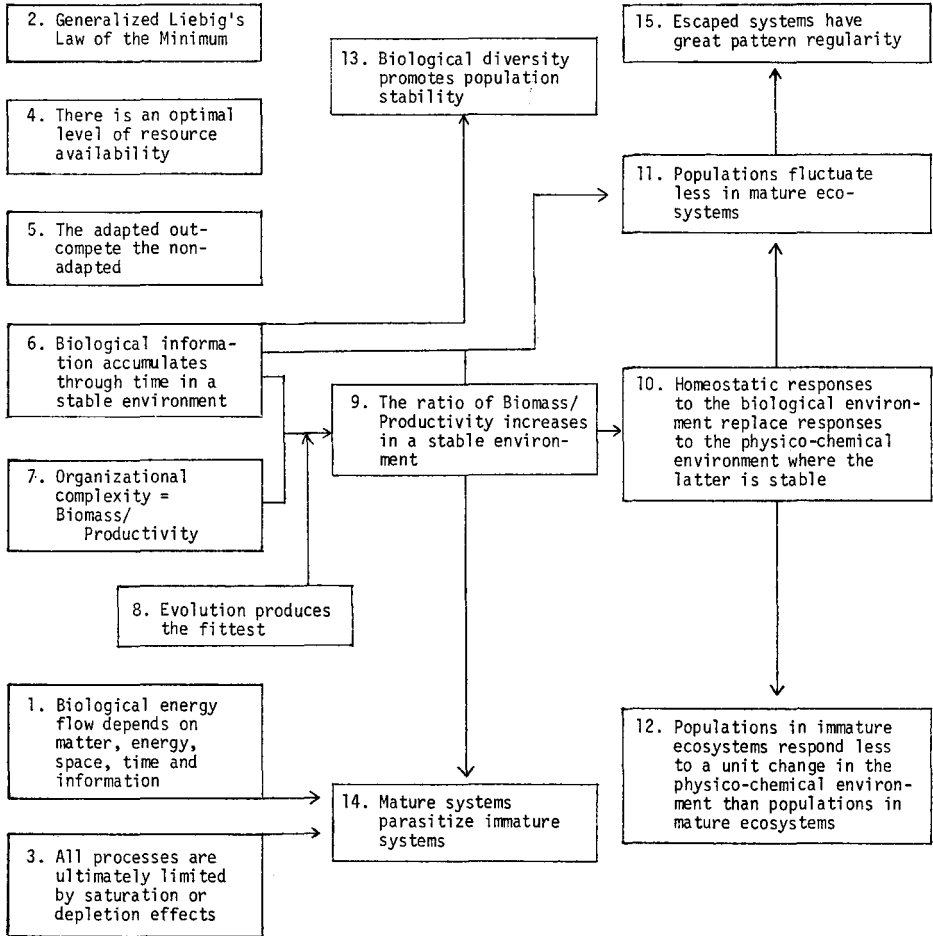 2. Generalized Liebig's
Law of the Minimum
4. There is an optimal
level of resource
availability
5. The adapted out-
compete the non-
adapted
6. Biological informa-
tion accumulates
through time in a
stable environment
7. Organizational
complexity =
Biomass/
Productivity
8. Evolution produces
the fittest
1. Biological energy
flow depends on
matter, energy,
space, time and
information
3. All processes are
ultimately limited
by saturation or
depletion effects
13. Biological diversity
promotes population
stability
9. The ratio of Biomass/
Productivity increases
in a stable environ-
ment
14. Mature systems
parasitize immature
systems
15. Escaped systems have
great pattern regularity
11. Populations fluctuate
less in mature eco-
systems
10. Homeostatic responses
to the biological environ-
ment replace responses
to the physico-chemical
environment where the
latter is stable
12. Populations in immature
ecosystems respond less
to a unit change in the
physico-chemical environ-
ment than populations in
mature ecosystems